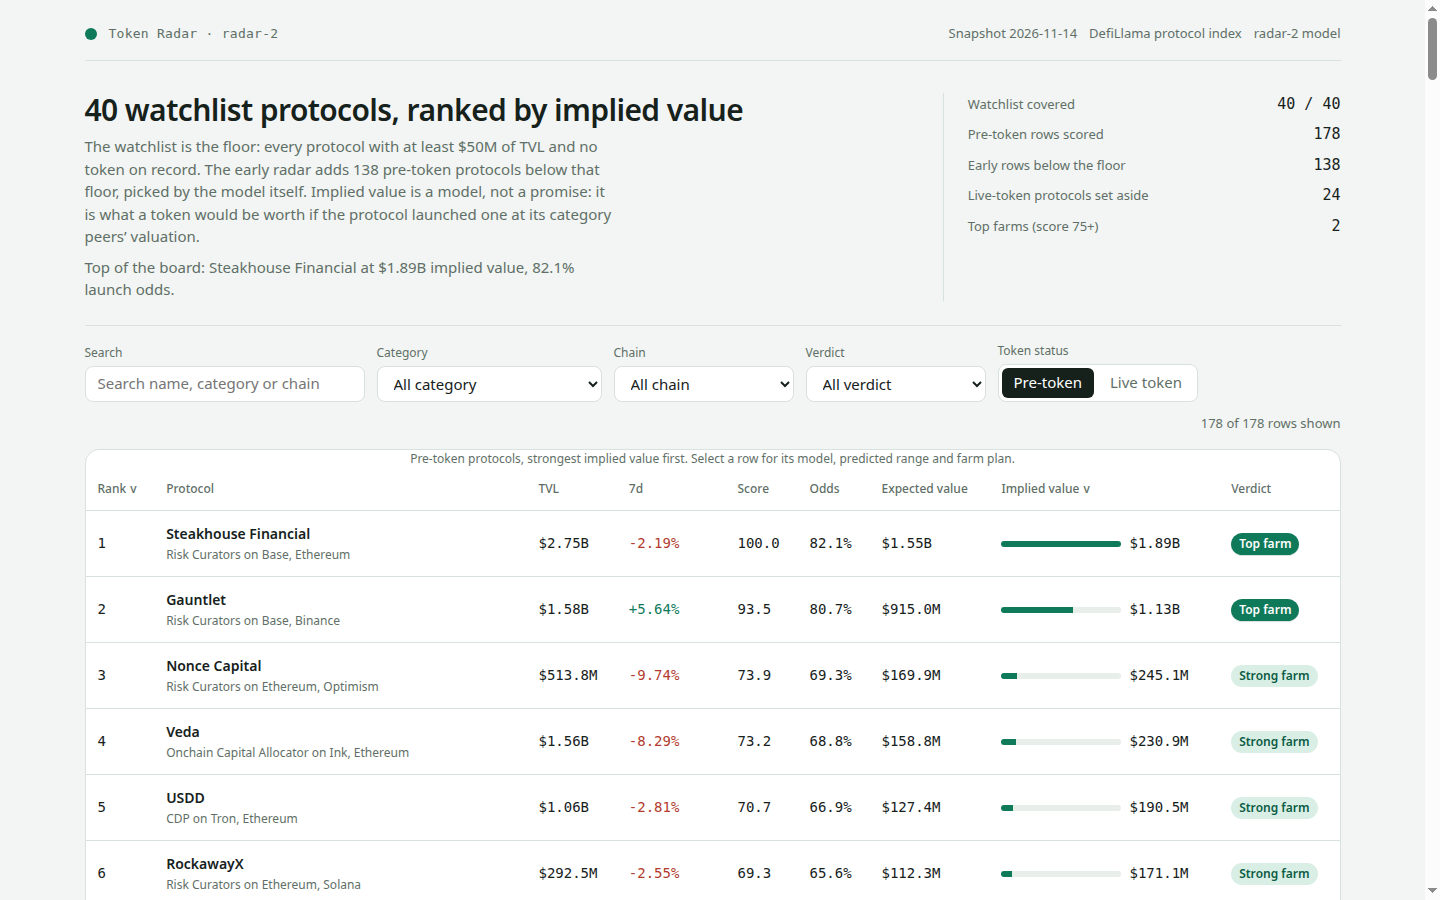 Token Radar · radar-2
Snapshot 2026-11-14 DefiLlama protocol index radar-2 model
40 watchlist protocols, ranked by implied value
The watchlist is the floor: every protocol with at least $50M of TVL and no
token on record. The early radar adds 138 pre-token protocols below that
floor, picked by the model itself. Implied value is a model, not a promise: it
is what a token would be worth if the protocol launched one at its category
peers’ valuation.
Top of the board: Steakhouse Financial at $1.89B implied value, 82.1%
launch odds.
Watchlist covered 40 / 40
Pre-token rows scored 178
Early rows below the floor 138
Live-token protocols set aside 24
Top farms (score 75+) 2
Search Category Chain Verdict Token status
Search name, category or chain All category All chain All verdict Pre-token Live token
178 of 178 rows shown
Pre-token protocols, strongest implied value first. Select a row for its model, predicted range and farm plan.
Rank v Protocol TVL 7d Score Odds Expected value Implied value v Verdict
1 Steakhouse Financial $2.75B -2.19% 100.0 82.1% $1.55B $1.89B Top farm
Risk Curators on Base, Ethereum
2 Gauntlet $1.58B +5.64% 93.5 80.7% $915.0M $1.13B Top farm
Risk Curators on Base, Binance
3 Nonce Capital $513.8M -9.74% 73.9 69.3% $169.9M $245.1M Strong farm
Risk Curators on Ethereum, Optimism
4 Veda $1.56B -8.29% 73.2 68.8% $158.8M $230.9M Strong farm
Onchain Capital Allocator on Ink, Ethereum
5 USDD $1.06B -2.81% 70.7 66.9% $127.4M $190.5M Strong farm
CDP on Tron, Ethereum
6 RockawayX $292.5M -2.55% 69.3 65.6% $112.3M $171.1M Strong farm
Risk Curators on Ethereum, Solana